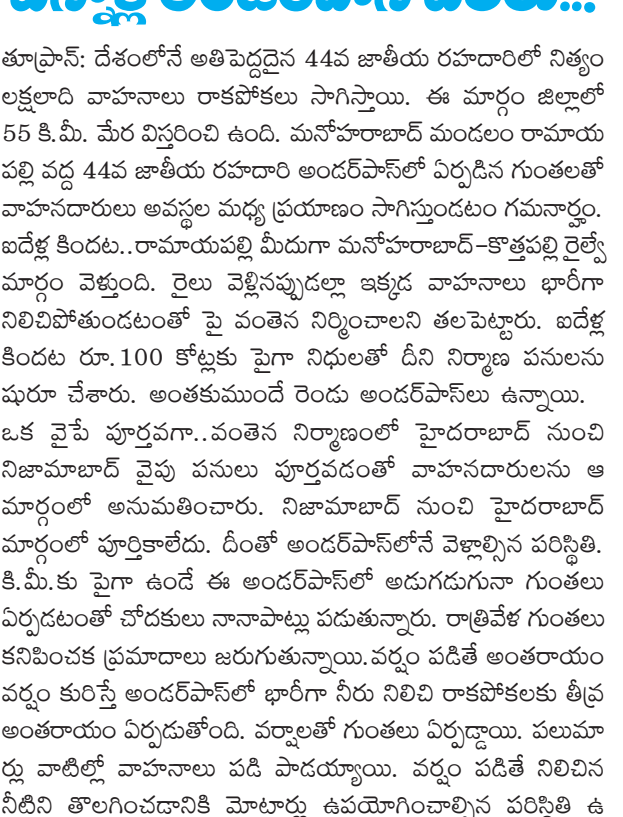 తూప్రాన్: దేశంలోనే అతిపెద్దదైన 44వ జాతీయ రహదారిలో నిత్యం
లక్షలాది వాహనాలు రాకపోకలు సాగిస్తాయి. ఈ మార్గం జిల్లాలో
55 కి.మీ. మేర విస్తరించి ఉంది. మనోహరాబాద్ మండలం రామాయ
పల్లి వద్ద 44వ జాతీయ రహదారి అండర్‌పాస్‌లో ఏర్పడిన గుంతలతో
వాహనదారులు అవస్థల మధ్య ప్రయాణం సాగిస్తుండటం గమనార్హం.
ఐదేళ్ల కిందట..రామాయపల్లి మీదుగా మనోహరాబాద్-కొత్తపల్లి రైల్వే
మార్గం వెళ్తుంది. రైలు వెళ్లినప్పుడల్లా ఇక్కడ వాహనాలు భారీగా
నిలిచిపోతుండటంతో పై వంతెన నిర్మించాలని తలపెట్టారు. ఐదేళ్ల
కిందట రూ.100 కోట్లకు పైగా నిధులతో దీని నిర్మాణ పనులను
షురూ చేశారు. అంతకుముందే రెండు అండర్‌పాస్‌లు ఉన్నాయి.
ఒక వైపే పూర్తవగా..వంతెన నిర్మాణంలో హైదరాబాద్ నుంచి
నిజామాబాద్ వైపు పనులు పూర్తవడంతో వాహనదారులను ఆ
మార్గంలో అనుమతించారు. నిజామాబాద్ నుంచి హైదరాబాద్
మార్గంలో పూర్తికాలేదు. దీంతో అండర్‌పాస్‌లోనే వెళ్లాల్సిన పరిస్థితి.
కి.మీ.కు పైగా ఉండే ఈ అండర్‌పాస్‌లో అడుగడుగునా గుంతలు
ఏర్పడటంతో చోదకులు నానాపాట్లు పడుతున్నారు. రాత్రివేళ గుంతలు
కనిపించక ప్రమాదాలు జరుగుతున్నాయి.వర్షం పడితే అంతరాయం
వర్షం కురిస్తే అండర్‌పాస్‌లో భారీగా నీరు నిలిచి రాకపోకలకు తీవ్ర
అంతరాయం ఏర్పడుతోంది. వర్షాలతో గుంతలు ఏర్పడ్డాయి. పలుమా
ర్లు వాటిల్లో వాహనాలు పడి పాడయ్యాయి. వర్షం పడితే నిలిచిన
నీటిని తొలగించడానికి మోటార్లు ఉపయోగించాల్సిన పరిస్థితి ఉ